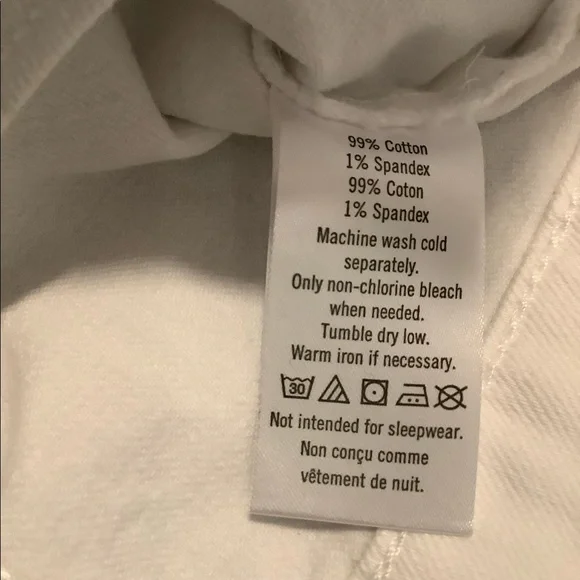 99% Cotton
1% Spandex
99% Coton
1% Spandex
Machine wash cold
separately.
Only non-chlorine bleach
when needed.
Tumble dry low.
Warm iron if necessary.
30
Not intended for sleepwear.
Non conçu comme
vêtement de nuit.